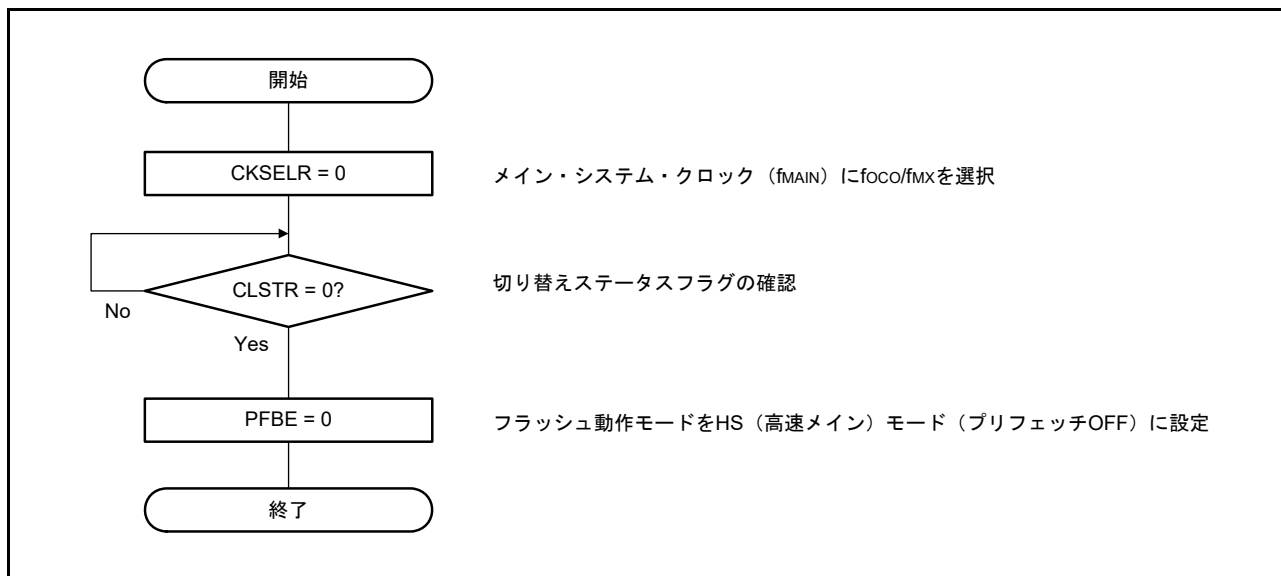 開始
CKSELR = 0
メイン・システム・クロック（fMAIN）にfOCO/fMXを選択
CLSTR = 0?
切り替えステータスフラグの確認
No
Yes
PFBE = 0
フラッシュ動作モードをHS（高速メイン）モード（プリフェッチOFF）に設定
終了